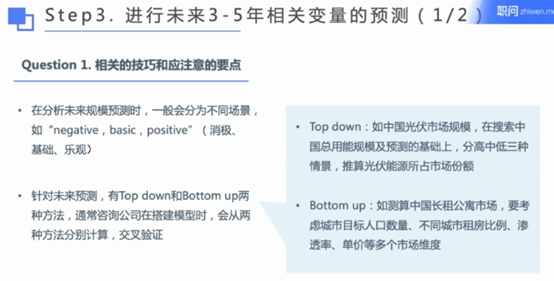 Step3. 进行未来3-5年相关变量的预测（1/2）
职问 zhiwen.me
Question 1. 相关的技巧和应注意的要点
• 在分析未来规模预测时，一般会分为不同场景，
如“negative，basic，positive”（消极、
基础、乐观）
• 针对未来预测，有Top down和Bottom up两
种方法，通常咨询公司在搭建模型时，会从两
种方法分别计算，交叉验证
• Top down：如中国光伏市场规模，在搜索中
国总用能规模及预测的基础上，分高中低三种
情景，推算光伏能源所占市场份额
• Bottom up：如测算中国长租公寓市场，要考
虑城市目标人口数量、不同城市租房比例、渗
透率、单价等多个市场维度